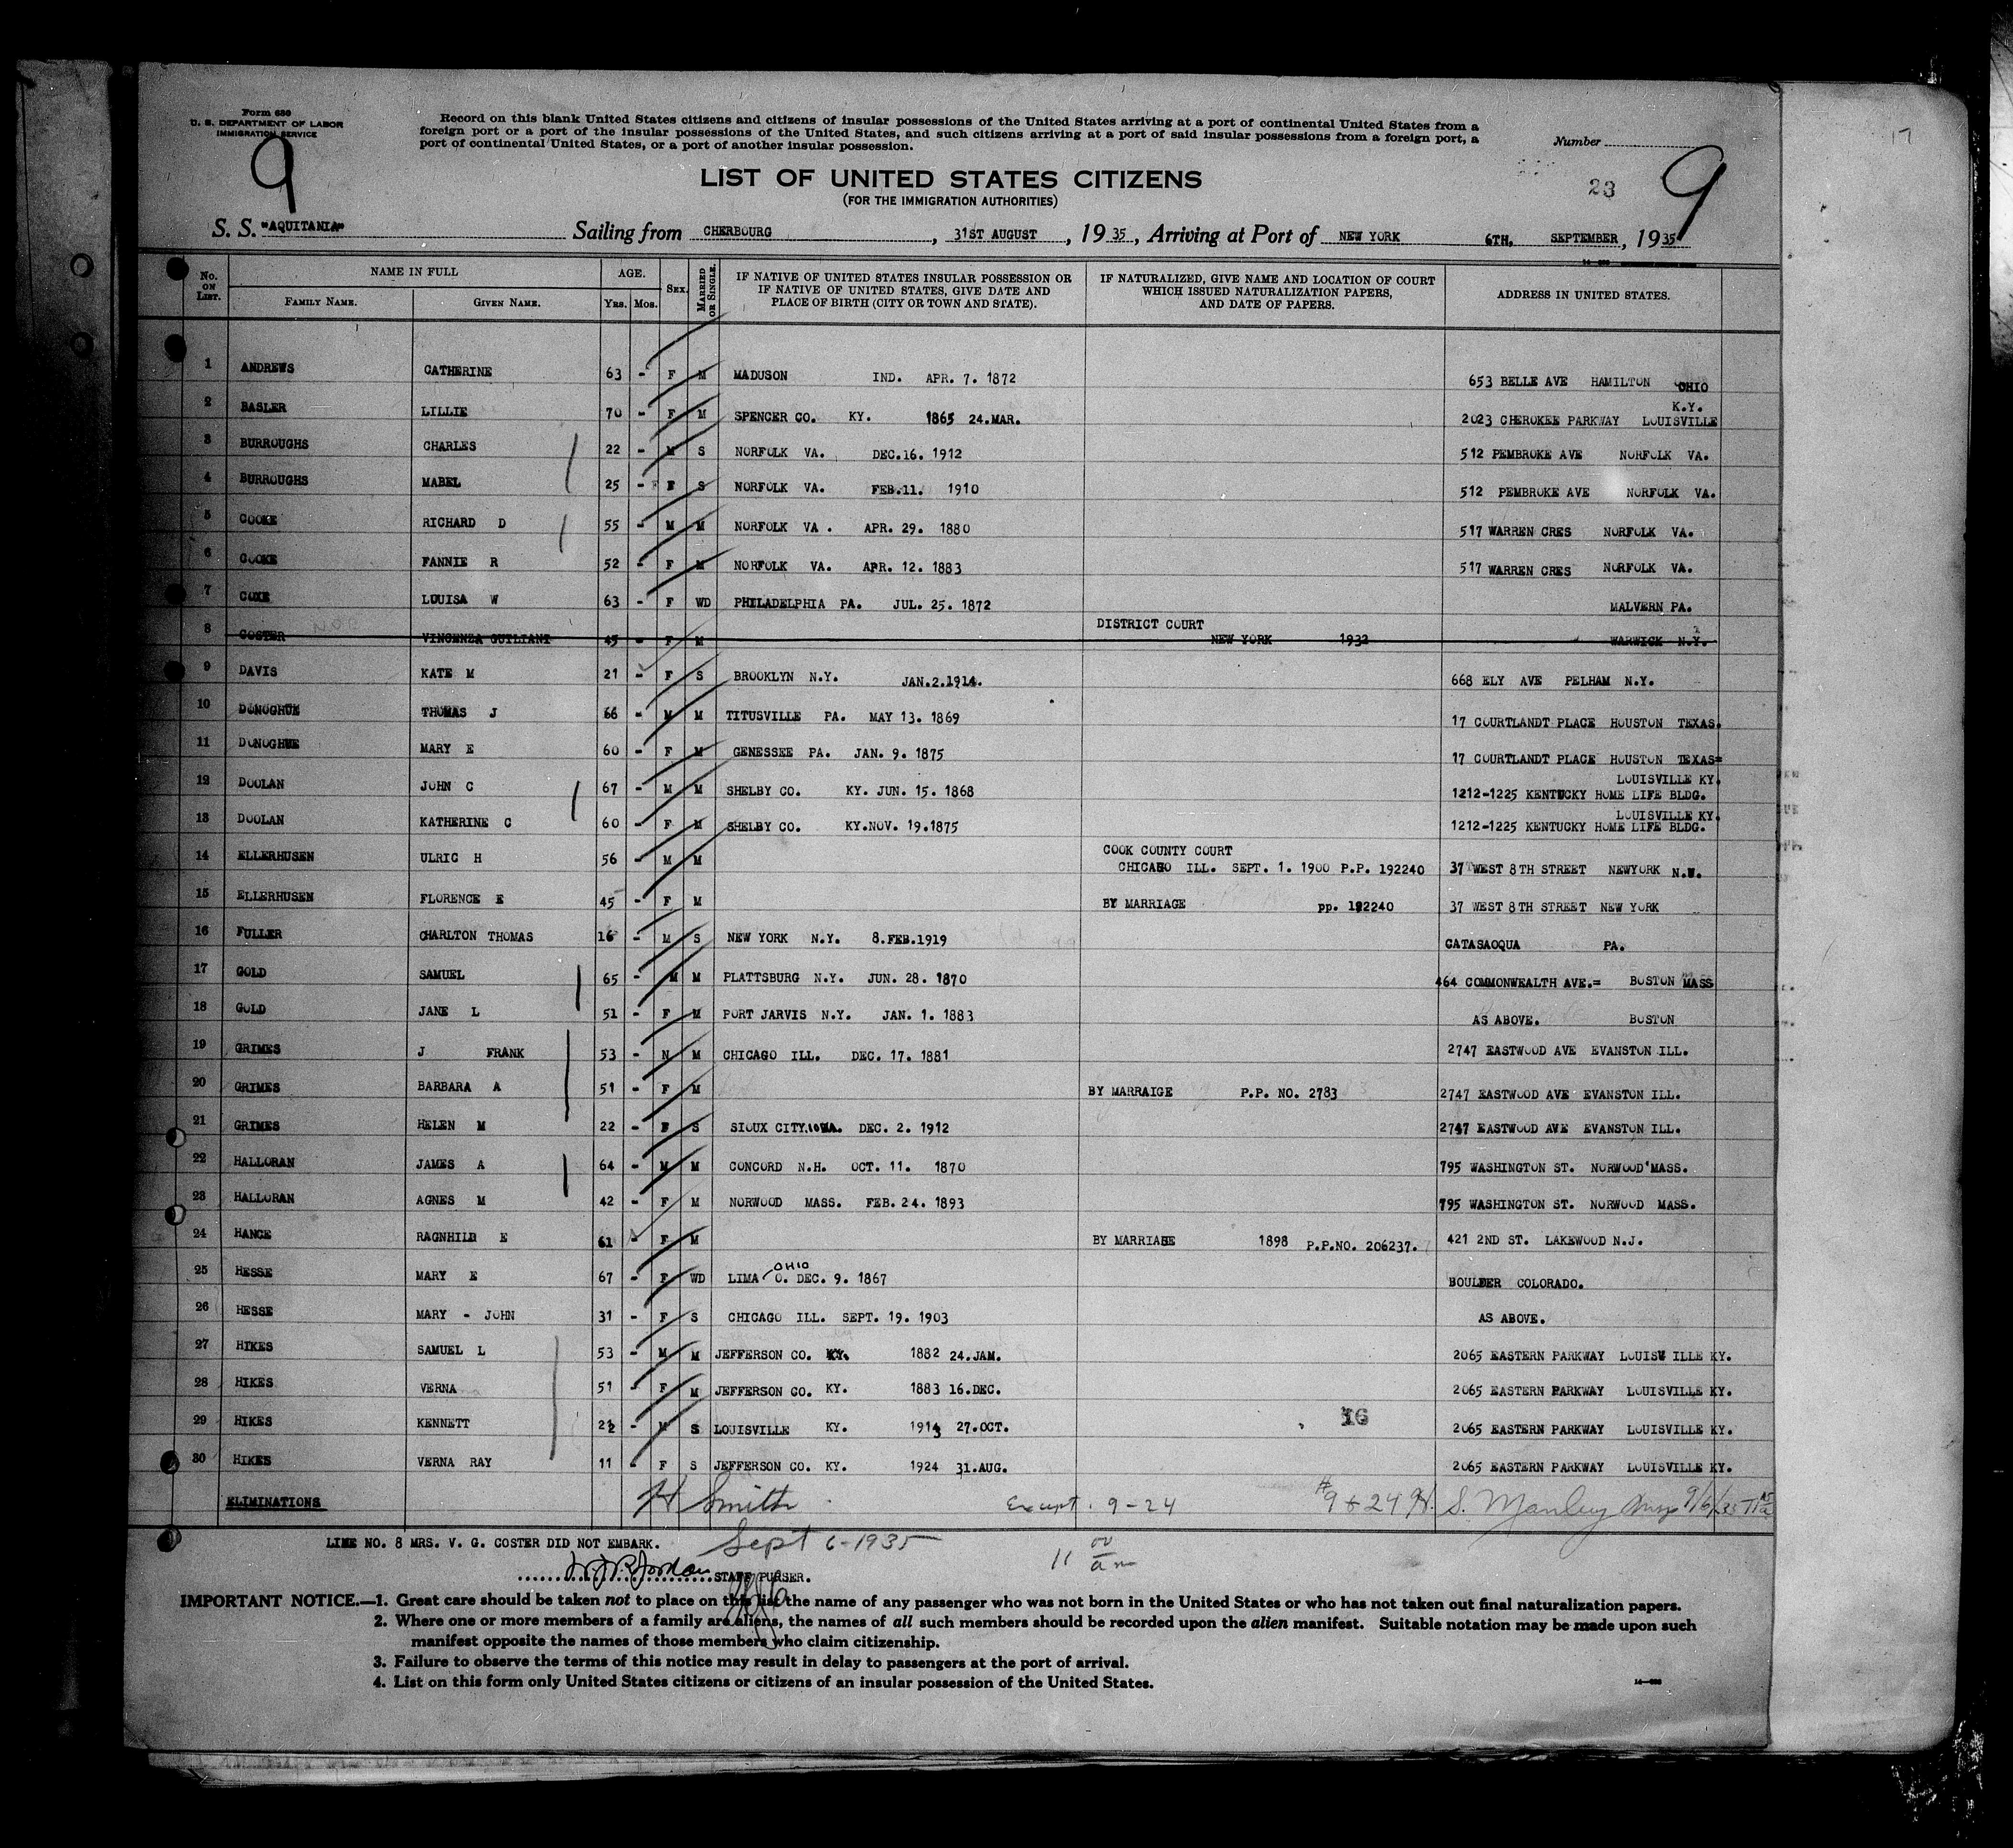 Form 630
U. S. DEPARTMENT OF LABOR
IMMIGRATION SERVICE
Record on this blank United States citizens and citizens of insular possessions of the United States arriving at a port of continental United States from a
foreign port or a port of the insular possessions of the United States, and such citizens arriving at a port of said insular possessions from a foreign port, a
port of continental United States, or a port of another insular possession.
Number
9
23
9
LIST OF UNITED STATES CITIZENS
(FOR THE IMMIGRATION AUTHORITIES)
S. S. "AQUITANIA" Sailing from CHERBOURG, 31ST AUGUST, 19 35, Arriving at Port of NEW YORK 6TH, SEPTEMBER, 19 35
No. ON LIST. NAME IN FULL FAMILY NAME. GIVEN NAME. AGE. Yrs. Mos. SEX. MARRIED OR SINGLE. IF NATIVE OF UNITED STATES INSULAR POSSESSION OR IF NATIVE OF UNITED STATES, GIVE DATE AND PLACE OF BIRTH (CITY OR TOWN AND STATE). IF NATURALIZED, GIVE NAME AND LOCATION OF COURT WHICH ISSUED NATURALIZATION PAPERS, AND DATE OF PAPERS. ADDRESS IN UNITED STATES.
1 ANDREWS CATHERINE 63 - F M MADUSON IND. APR. 7. 1872 653 BELLE AVE HAMILTON OHIO
2 BASLER LILLIE 70 - F M SPENCER CO. KY. 1865 24.MAR. 2023 CHEROKEE PARKWAY LOUISVILLE K.Y.
3 BURROUGHS CHARLES 22 - M S NORFOLK VA. DEC.16. 1912 512 PEMBROKE AVE NORFOLK VA.
4 BURROUGHS MABEL 25 - F S NORFOLK VA. FEB.11. 1910 512 PEMBROKE AVE NORFOLK VA.
5 COOKE RICHARD D 55 - M M NORFOLK VA. APR. 29. 1880 517 WARREN CRES NORFOLK VA.
6 COOKE FANNIE R 52 - F M NORFOLK VA. APR. 12. 1883 517 WARREN CRES NORFOLK VA.
7 COXE LOUISA W 63 - F WD PHILADELPHIA PA. JUL. 25. 1872 MALVERN PA.
8 COSTER VINCENZA GUILIANI 45 - F M DISTRICT COURT NEW YORK 1932 WARWICK N.Y.
9 DAVIS KATE M 21 - F S BROOKLYN N.Y. JAN.2.1914. 668 ELY AVE PELHAM N.Y.
10 DONOGHUE THOMAS J 66 - M M TITUSVILLE PA. MAY 13. 1869 17 COURTLANDT PLACE HOUSTON TEXAS.
11 DONOGHUE MARY E 60 - F M GENESSEE PA. JAN. 9. 1875 17 COURTLANDT PLACE HOUSTON TEXAS=
12 DOOLAN JOHN C 67 - M M SHELBY CO. KY. JUN. 15. 1868 LOUISVILLE KY. 1212-1225 KENTUCKY HOME LIFE BLDG.
13 DOOLAN KATHERINE C 60 - F M SHELBY CO. KY.NOV. 19.1875 LOUISVILLE KY. 1212-1225 KENTUCKY HOME LIFE BLDG.
14 ELLERHUSEN ULRIC H 56 - M M COOK COUNTY COURT CHICAGO ILL. SEPT. 1. 1900 P.P. 192240 37 WEST 8TH STREET NEWYORK N.Y.
15 ELLERHUSEN FLORENCE E 45 - F M BY MARRIAGE PP. 192240 37 WEST 8TH STREET NEW YORK
16 FULLER CHARLTON THOMAS 16 - M S NEW YORK N.Y. 8.FEB.1919 CATASAOQUA PA.
17 GOLD SAMUEL 65 - M M PLATTSBURG N.Y. JUN. 28. 1870 464 COMMONWEALTH AVE.= BOSTON MASS
18 GOLD JANE L 51 - F M PORT JARVIS N.Y. JAN. 1. 1883 AS ABOVE. BOSTON
19 GRIMES J FRANK 53 - N M CHICAGO ILL. DEC. 17. 1881 2747 EASTWOOD AVE EVANSTON ILL.
20 GRIMES BARBARA A 51 - F M BY MARRAIGE P.P. NO. 2783 2747 EASTWOOD AVE EVANSTON ILL.
21 GRIMES HELEN M 22 - F S SIOUX CITY.IOWA. DEC. 2. 1912 2747 EASTWOOD AVE EVANSTON ILL.
22 HALLORAN JAMES A 64 - M M CONCORD N.H. OCT. 11. 1870 795 WASHINGTON ST. NORWOOD MASS.
23 HALLORAN AGNES M 42 - F M NORWOOD MASS. FEB. 24. 1893 795 WASHINGTON ST. NORWOOD MASS.
24 HANCE RAGNHILD E 61 - F M BY MARRIAGE 1898 P.P.NO. 206237. 421 2ND ST. LAKEWOOD N.J.
25 HESSE MARY E 67 - F WD LIMA OHIO O. DEC. 9. 1867 BOULDER COLORADO.
26 HESSE MARY - JOHN 31 - F S CHICAGO ILL. SEPT. 19. 1903 AS ABOVE.
27 HIKES SAMUEL L 53 - M M JEFFERSON CO. KY. 1882 24.JAN. 2065 EASTERN PARKWAY LOUISVILLE KY.
28 HIKES VERNA 51 - F M JEFFERSON CO. KY. 1883 16.DEC. 2065 EASTERN PARKWAY LOUISVILLE KY.
29 HIKES KENNETT 22 - M S LOUISVILLE KY. 1913 27.OCT. 16 2065 EASTERN PARKWAY LOUISVILLE KY.
30 HIKES VERNA RAY 11 - F S JEFFERSON CO. KY. 1924 31.AUG. 2065 EASTERN PARKWAY LOUISVILLE KY.
ELIMINATIONS H Smith Except. 9-24 #9 & 24 H. S. Manley Insp 9/6/35
LINE NO. 8 MRS. V. G. COSTER DID NOT EMBARK. Sept 6-1935 11 00 am
STAFF PURSER.
IMPORTANT NOTICE.—1. Great care should be taken not to place on this list the name of any passenger who was not born in the United States or who has not taken out final naturalization papers.
2. Where one or more members of a family are aliens, the names of all such members should be recorded upon the alien manifest. Suitable notation may be made upon such
manifest opposite the names of those members who claim citizenship.
3. Failure to observe the terms of this notice may result in delay to passengers at the port of arrival.
4. List on this form only United States citizens or citizens of an insular possession of the United States.